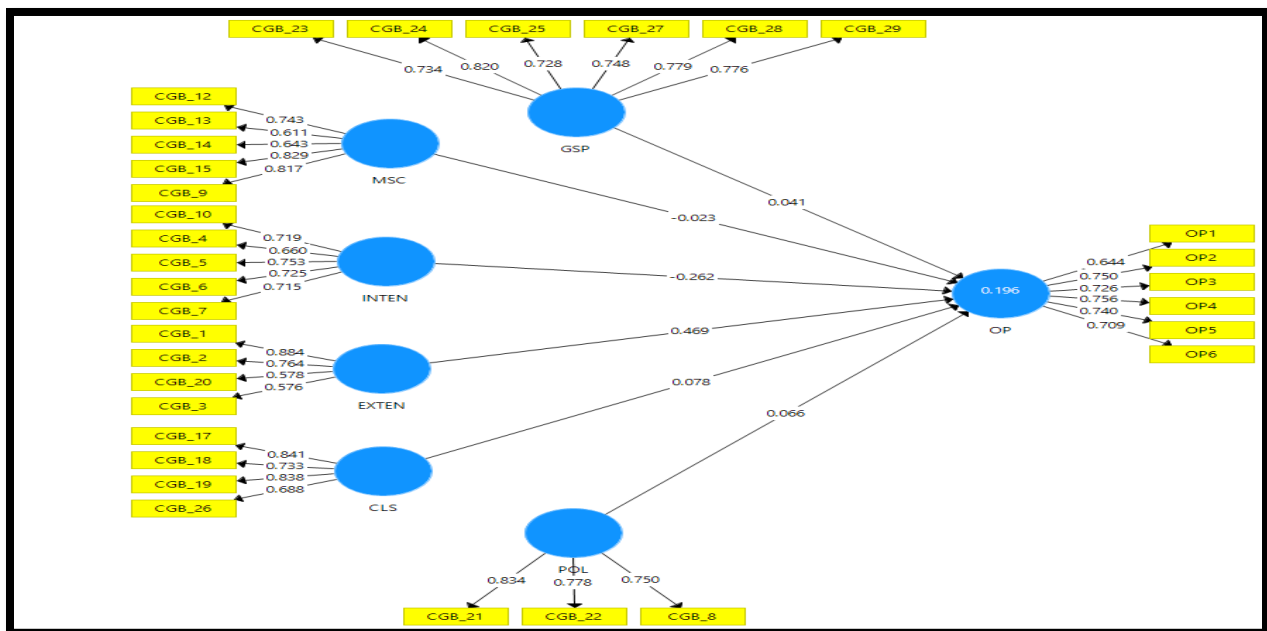 CGB_23 CGB_24 CGB_25 CGB_27 CGB_28 CGB_29
0.734 0.820 0.728 0.748 0.779 0.776
GSP
CGB_12
CGB_13
CGB_14
CGB_15
CGB_9
0.743
0.611
0.643
0.829
0.817
MSC
CGB_10
CGB_4
CGB_5
CGB_6
CGB_7
0.719
0.660
0.753
0.725
0.715
INTEN
CGB_1
CGB_2
CGB_20
CGB_3
0.884
0.764
0.578
0.576
EXTEN
CGB_17
CGB_18
CGB_19
CGB_26
0.841
0.733
0.838
0.688
CLS
POL
0.834 0.778 0.750
CGB_21 CGB_22 CGB_8
0.041
-0.023
-0.262
0.469
0.078
0.066
0.196
OP
0.644
0.750
0.726
0.756
0.740
0.709
OP1
OP2
OP3
OP4
OP5
OP6